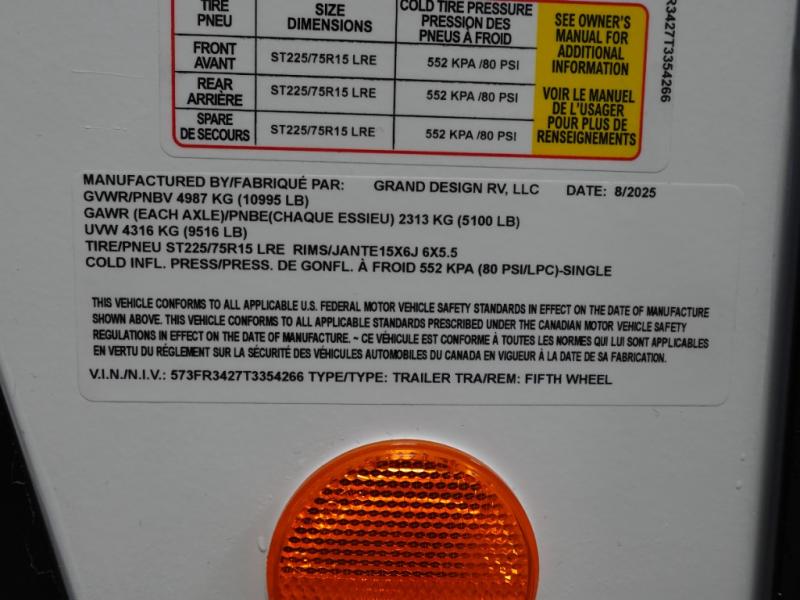 TIRE SIZE COLD TIRE PRESSURE
PNEU DIMENSIONS PRESSION DES
PNEUS À FROID
FRONT
AVANT ST225/75R15 LRE 552 KPA /80 PSI
REAR
ARRIÈRE ST225/75R15 LRE 552 KPA /80 PSI
SPARE
DE SECOURS ST225/75R15 LRE 552 KPA /80 PSI
SEE OWNER'S
MANUAL FOR
ADDITIONAL
INFORMATION
VOIR LE MANUEL
DE L'USAGER
POUR PLUS DE
RENSEIGNEMENTS
R3427T3354266
MANUFACTURED BY/FABRIQUÉ PAR: GRAND DESIGN RV, LLC DATE: 8/2025
GVWR/PNBV 4987 KG (10995 LB)
GAWR (EACH AXLE)/PNBE(CHAQUE ESSIEU) 2313 KG (5100 LB)
UVW 4316 KG (9516 LB)
TIRE/PNEU ST225/75R15 LRE RIMS/JANTE15X6J 6X5.5
COLD INFL. PRESS/PRESS. DE GONFL. À FROID 552 KPA (80 PSI/LPC)-SINGLE
THIS VEHICLE CONFORMS TO ALL APPLICABLE U.S. FEDERAL MOTOR VEHICLE SAFETY STANDARDS IN EFFECT ON THE DATE OF MANUFACTURE
SHOWN ABOVE. THIS VEHICLE CONFORMS TO ALL APPLICABLE STANDARDS PRESCRIBED UNDER THE CANADIAN MOTOR VEHICLE SAFETY
REGULATIONS IN EFFECT ON THE DATE OF MANUFACTURE. ~ CE VÉHICULE EST CONFORME À TOUTES LES NORMES QUI LUI SONT APPLICABLES
EN VERTU DU RÉGLEMENT SUR LA SÉCURITÉ DES VÉHICULES AUTOMOBILES DU CANADA EN VIGUEUR À LA DATE DE SA FABRICATION.
V.I.N./N.I.V.: 573FR3427T3354266 TYPE/TYPE: TRAILER TRA/REM: FIFTH WHEEL